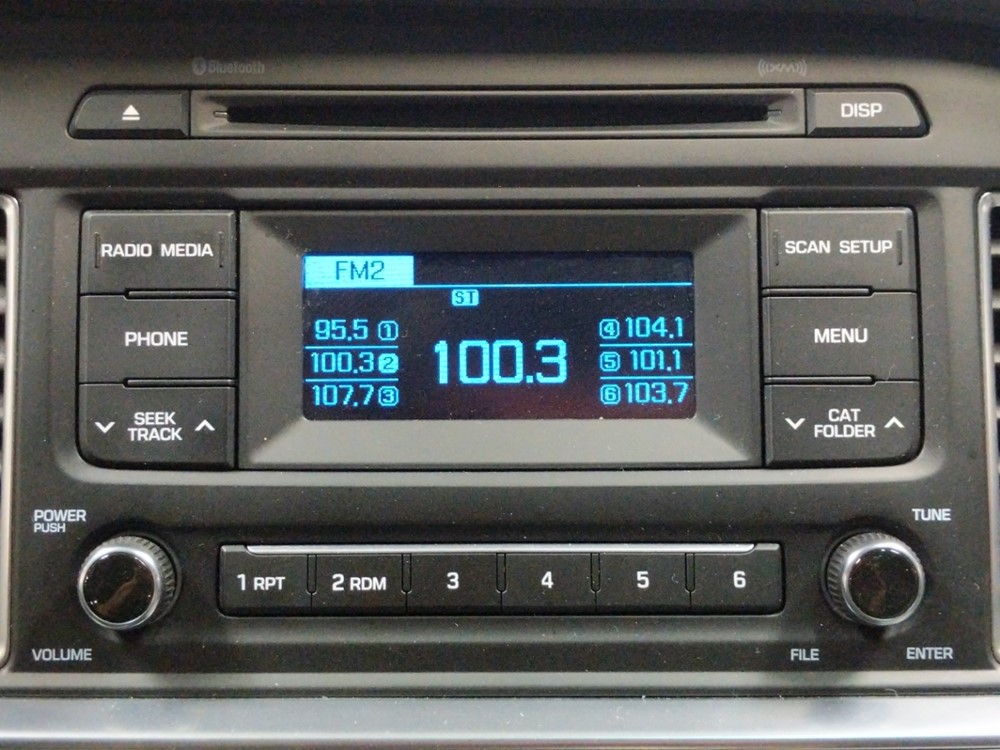 Bluetooth
((XM))
DISP
RADIO MEDIA
SCAN SETUP
FM2
ST
PHONE
MENU
95.5 1
100.3 2
107.7 3
100.3
4 104.1
5 101.1
6 103.7
SEEK
TRACK
CAT
FOLDER
POWER
PUSH
TUNE
1 RPT
2 RDM
3
4
5
6
VOLUME
FILE
ENTER